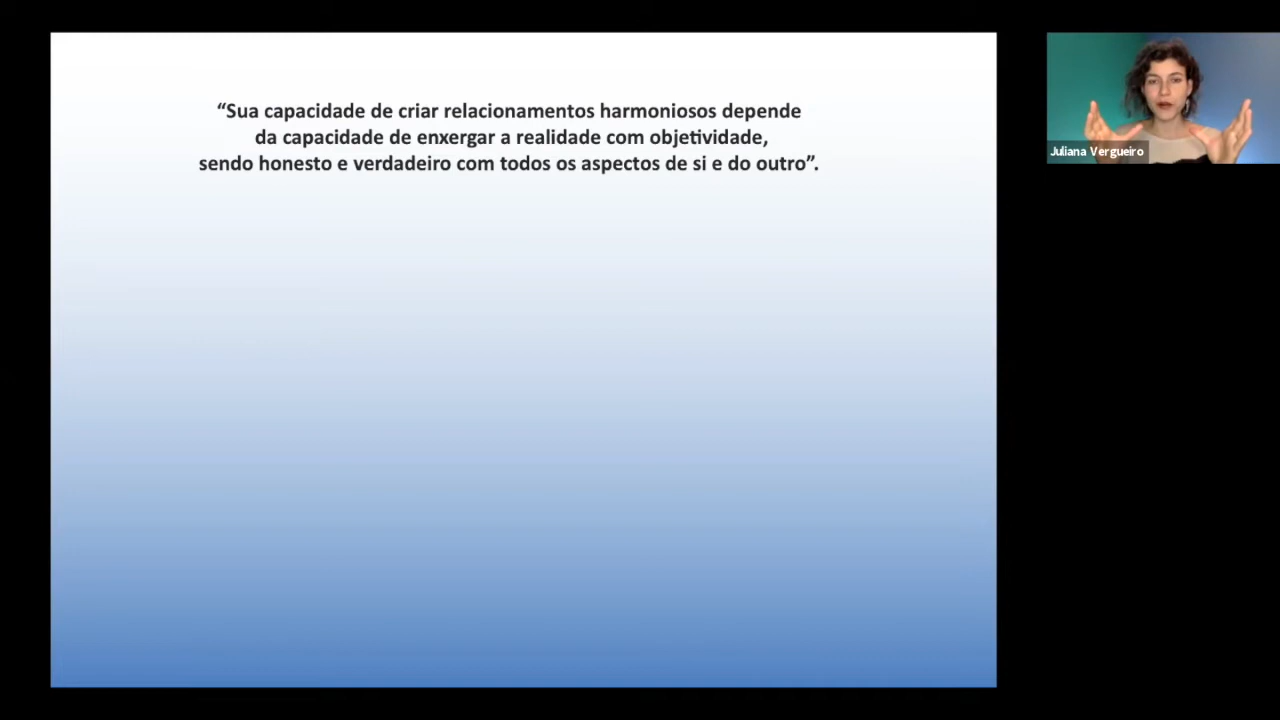 “Sua capacidade de criar relacionamentos harmoniosos depende
da capacidade de enxergar a realidade com objetividade,
sendo honesto e verdadeiro com todos os aspectos de si e do outro”.
Juliana Vergueiro